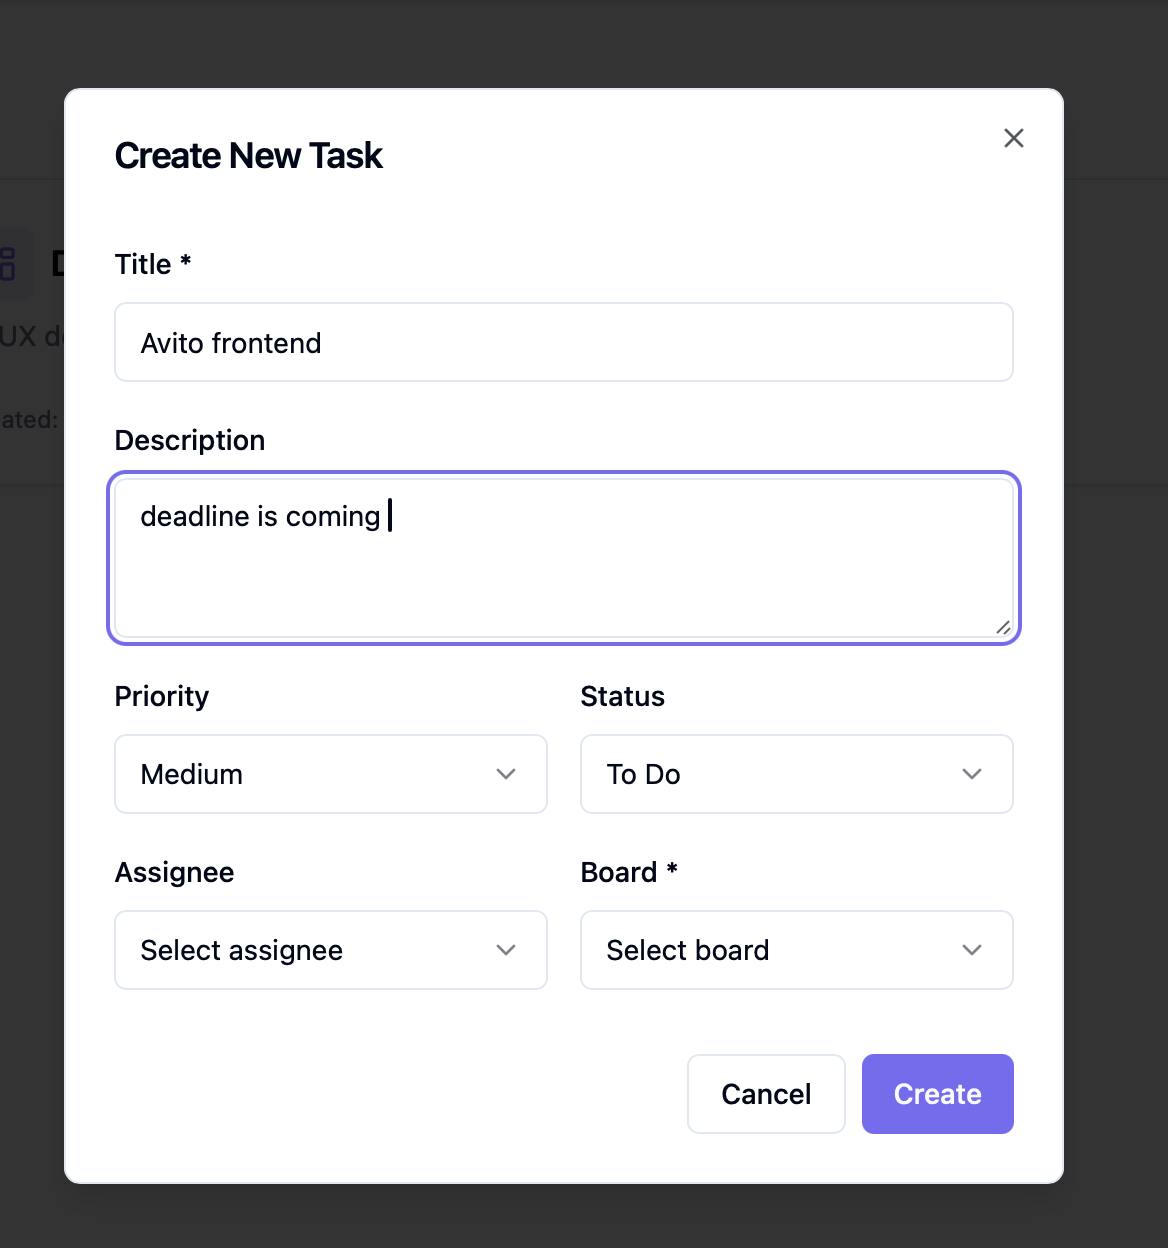 Create New Task
Title *
Avito frontend
UX
ated:
Description
deadline is coming
Priority
Status
Medium
To Do
Assignee
Board *
Select assignee
Select board
Cancel
Create